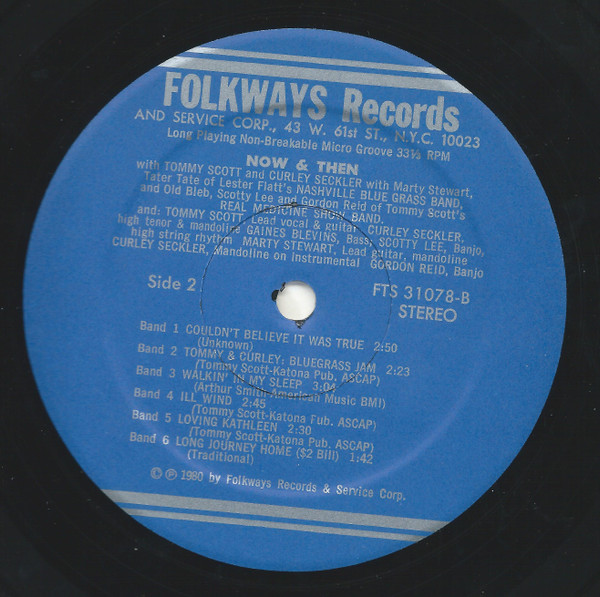 FOLKWAYS Records
AND SERVICE CORP., 43 W. 61st ST., N.Y.C. 10023
Long Playing Non-Breakable Micro Groove 33⅓ RPM
NOW & THEN
with TOMMY SCOTT and CURLEY SECKLER with Marty Stewart,
Tater Tate of Lester Flatt's NASHVILLE BLUE GRASS BAND,
and Old Bleb, Scotty Lee and Gordon Reid of Tommy Scott's
REAL MEDICINE SHOW BAND,
and: TOMMY SCOTT Lead vocal & guitar CURLEY SECKLER,
high tenor & mandoline GAINES BLEVINS, Bass, SCOTTY LEE, Banjo,
high string rhythm MARTY STEWART, Lead guitar, mandoline
CURLEY SECKLER, Mandoline on instrumental GORDON REID, Banjo
Side 2
FTS 31078-B
STEREO
Band 1 COULDN'T BELIEVE IT WAS TRUE 2:50
(Unknown)
Band 2 TOMMY & CURLEY: BLUEGRASS JAM 2:23
(Tommy Scott-Katona Pub. ASCAP)
Band 3 WALKIN' IN MY SLEEP 3:04
(Arthur Smith-American Music BMI)
Band 4 ILL WIND 2:45
(Tommy Scott-Katona Pub. ASCAP)
Band 5 LOVING KATHLEEN 2:30
(Tommy Scott-Katona Pub. ASCAP)
Band 6 LONG JOURNEY HOME ($2 Bill) 1:42
(Traditional)
© ℗ 1980 by Folkways Records & Service Corp.